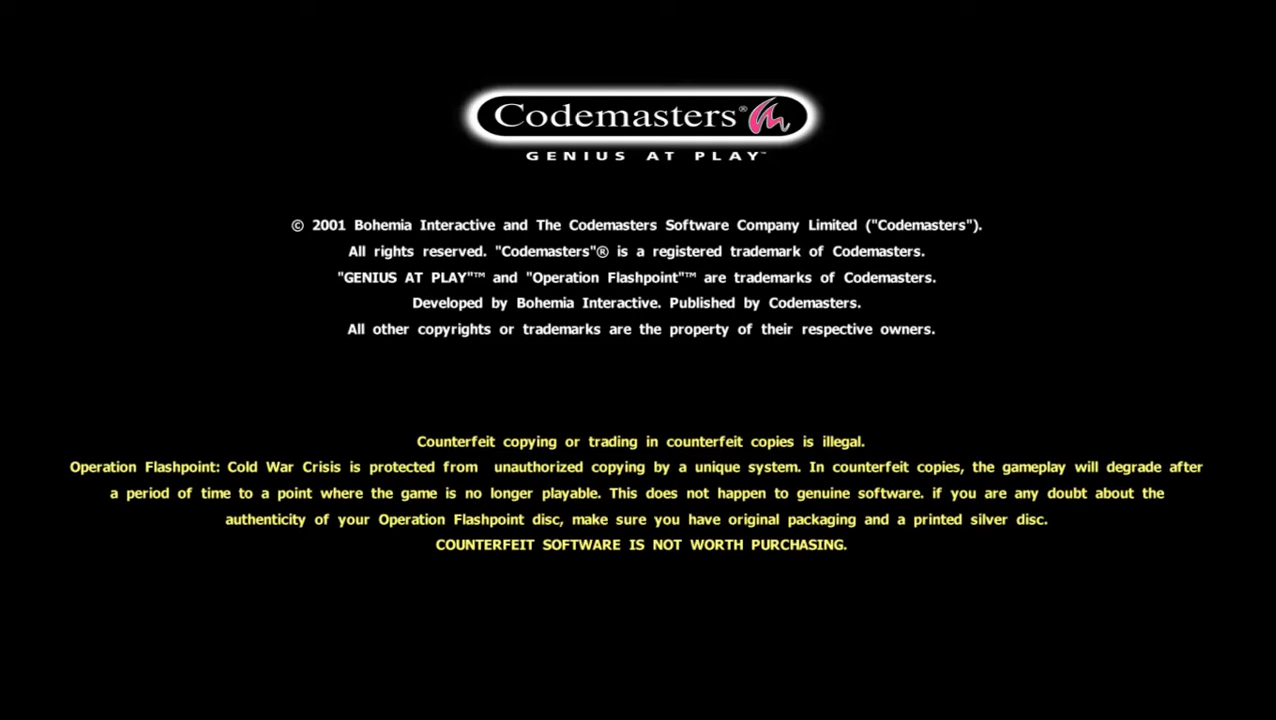 Codemasters®
GENIUS AT PLAY™
© 2001 Bohemia Interactive and The Codemasters Software Company Limited ("Codemasters").
All rights reserved. "Codemasters"® is a registered trademark of Codemasters.
"GENIUS AT PLAY"™ and "Operation Flashpoint"™ are trademarks of Codemasters.
Developed by Bohemia Interactive. Published by Codemasters.
All other copyrights or trademarks are the property of their respective owners.
Counterfeit copying or trading in counterfeit copies is illegal.
Operation Flashpoint: Cold War Crisis is protected from unauthorized copying by a unique system. In counterfeit copies, the gameplay will degrade after
a period of time to a point where the game is no longer playable. This does not happen to genuine software. if you are any doubt about the
authenticity of your Operation Flashpoint disc, make sure you have original packaging and a printed silver disc.
COUNTERFEIT SOFTWARE IS NOT WORTH PURCHASING.